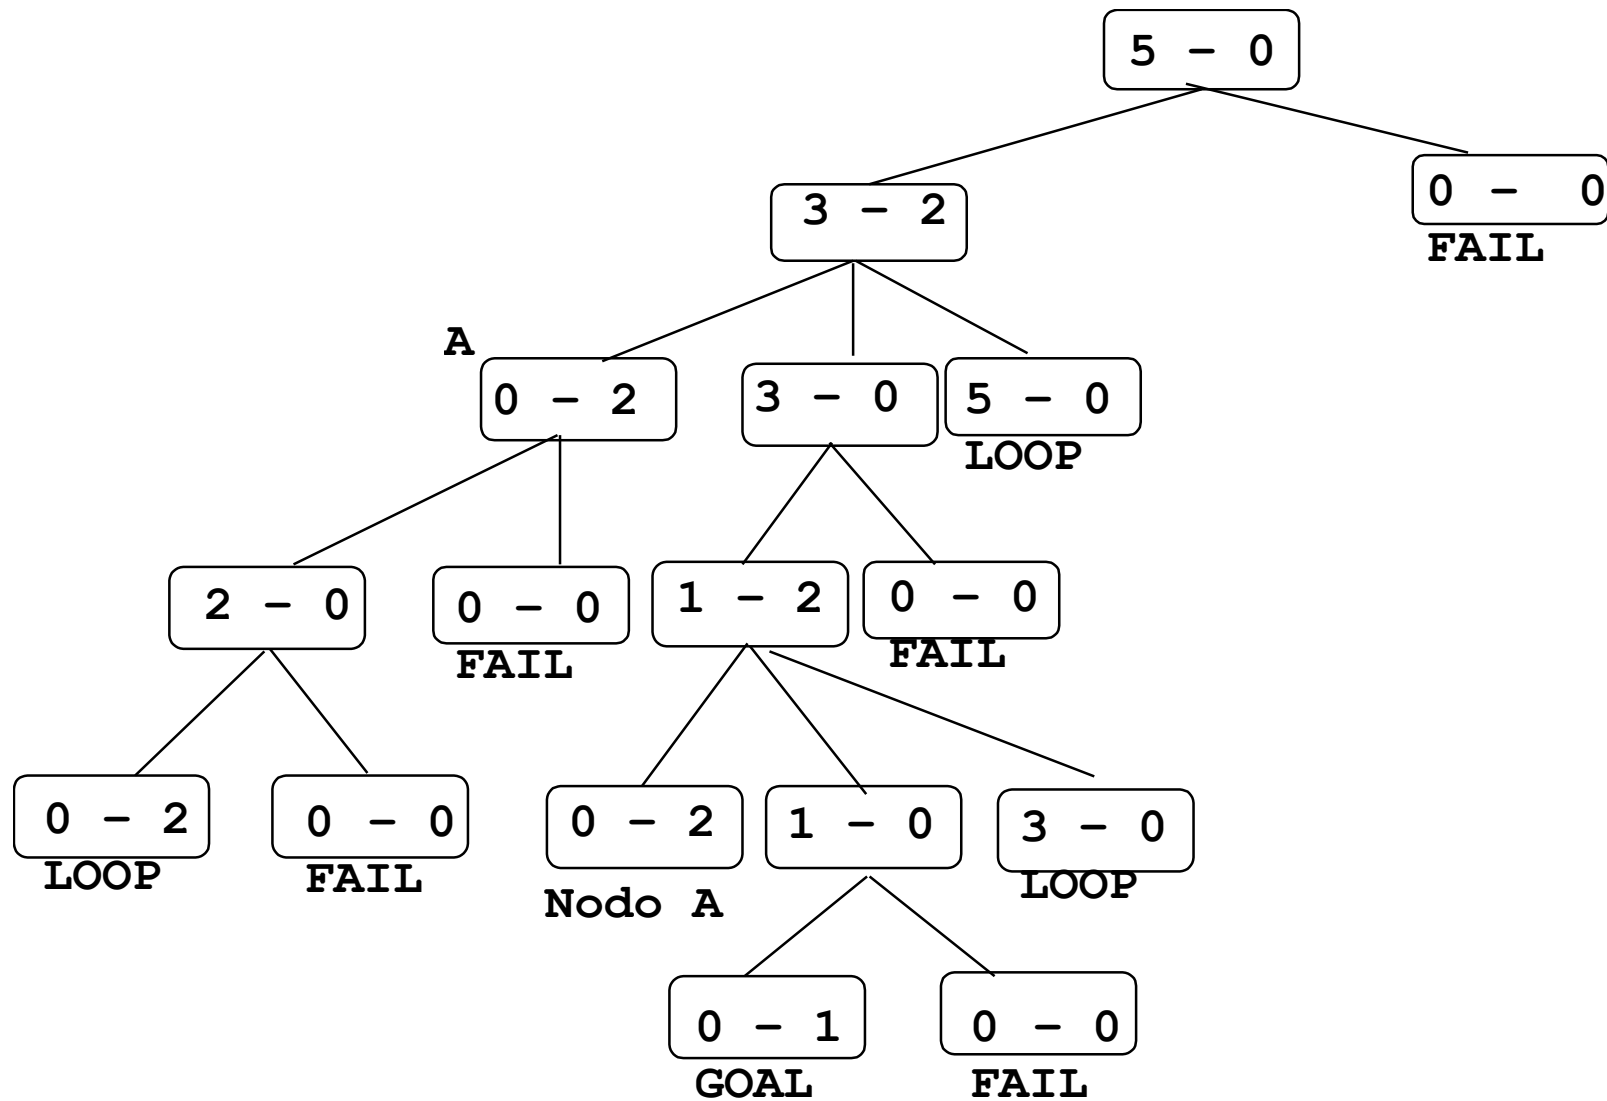 5 – 0
3 – 2
0 – 0
FAIL
A
0 – 2
3 – 0
5 – 0
LOOP
2 – 0
0 – 0
FAIL
1 – 2
0 – 0
FAIL
0 – 2
LOOP
0 – 0
FAIL
0 – 2
Nodo A
1 – 0
3 – 0
LOOP
0 – 1
GOAL
0 – 0
FAIL